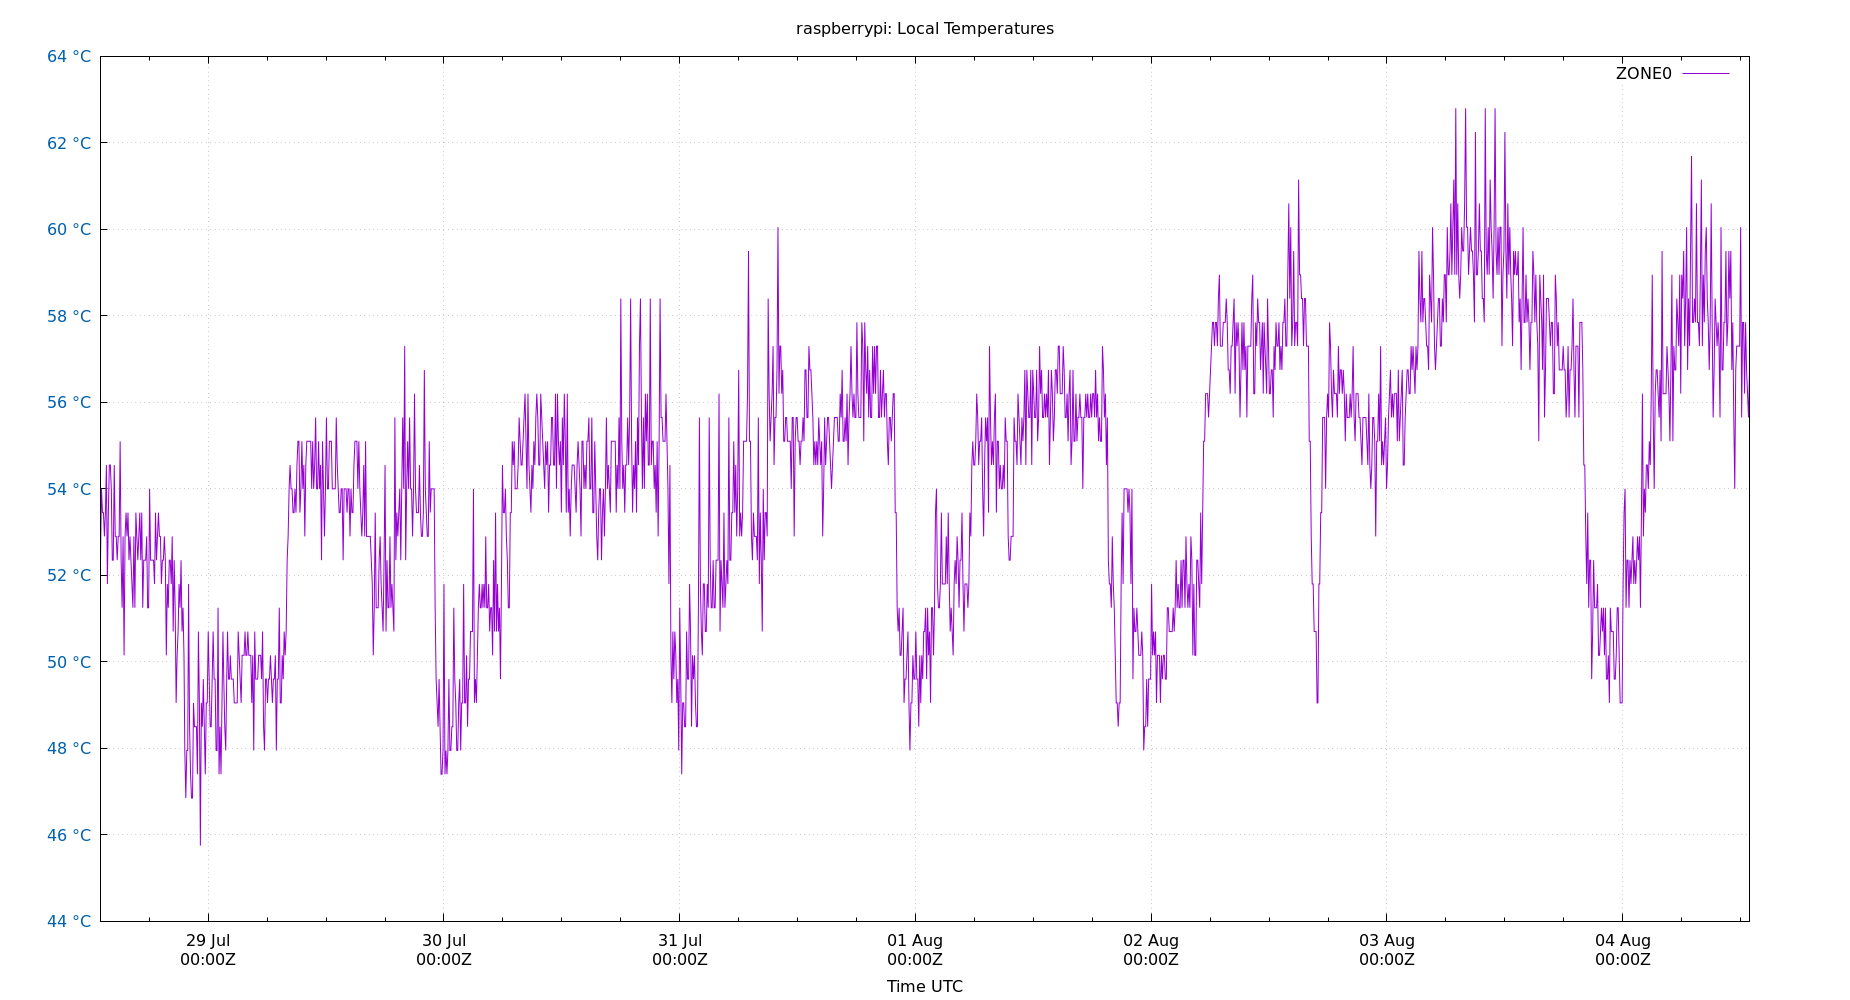 raspberrypi: Local Temperatures
64 °C
ZONE0
62 °C
60 °C
58 °C
56 °C
54 °C
52 °C
50 °C
48 °C
46 °C
44 °C
29 Jul 30 Jul 31 Jul 01 Aug 02 Aug 03 Aug 04 Aug
00:00Z 00:00Z 00:00Z 00:00Z 00:00Z 00:00Z 00:00Z
Time UTC